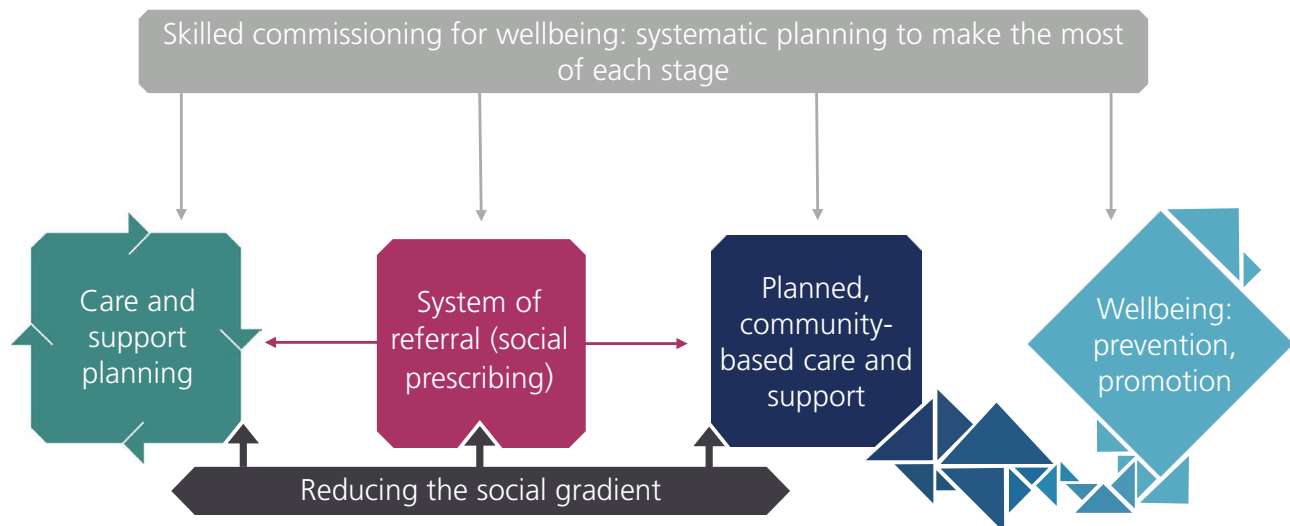 Skilled commissioning for wellbeing: systematic planning to make the most
of each stage
Care and
support
planning
System of
referral (social
prescribing)
Planned,
community-
based care and
support
Wellbeing:
prevention,
promotion
Reducing the social gradient